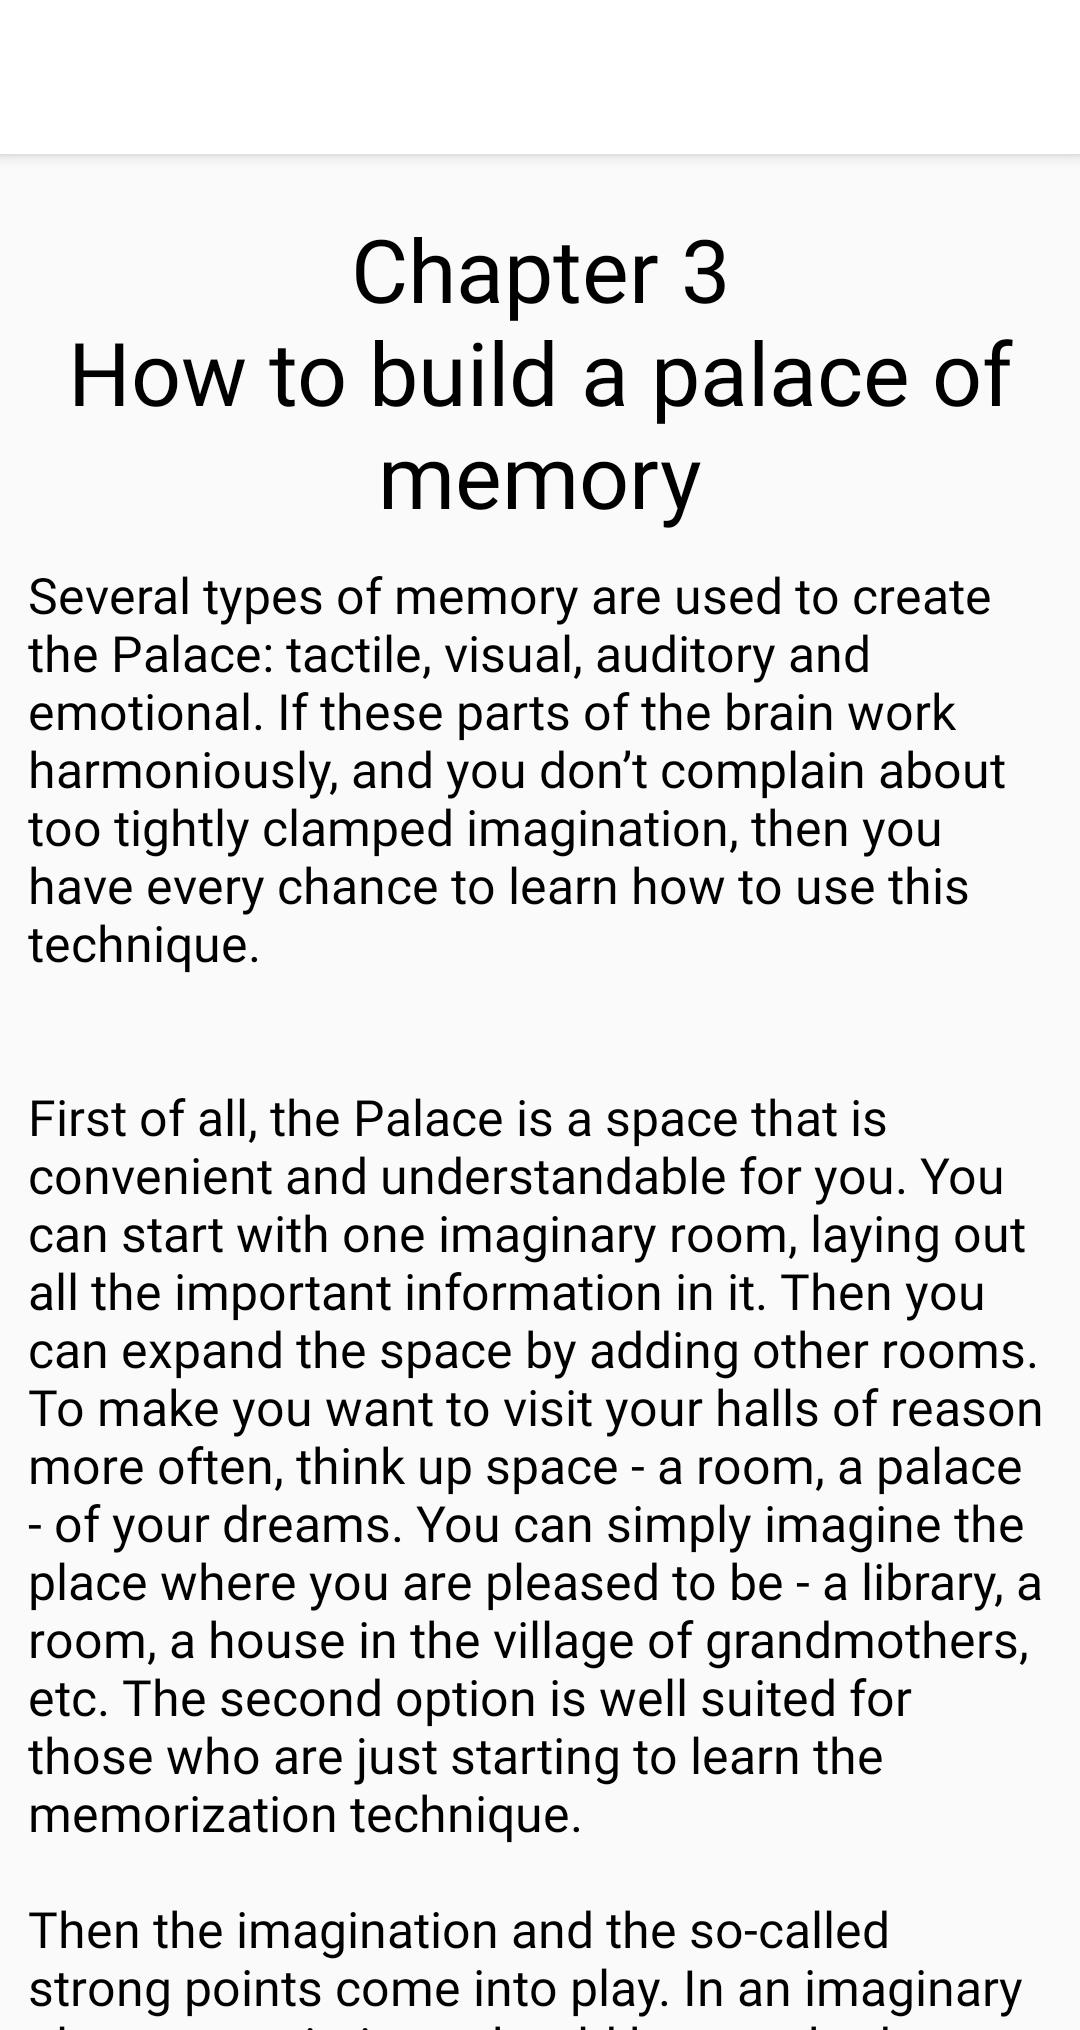 Chapter 3
How to build a palace of
memory
Several types of memory are used to create
the Palace: tactile, visual, auditory and
emotional. If these parts of the brain work
harmoniously, and you don’t complain about
too tightly clamped imagination, then you
have every chance to learn how to use this
technique.
First of all, the Palace is a space that is
convenient and understandable for you. You
can start with one imaginary room, laying out
all the important information in it. Then you
can expand the space by adding other rooms.
To make you want to visit your halls of reason
more often, think up space - a room, a palace
- of your dreams. You can simply imagine the
place where you are pleased to be - a library, a
room, a house in the village of grandmothers,
etc. The second option is well suited for
those who are just starting to learn the
memorization technique.
Then the imagination and the so-called
strong points come into play. In an imaginary